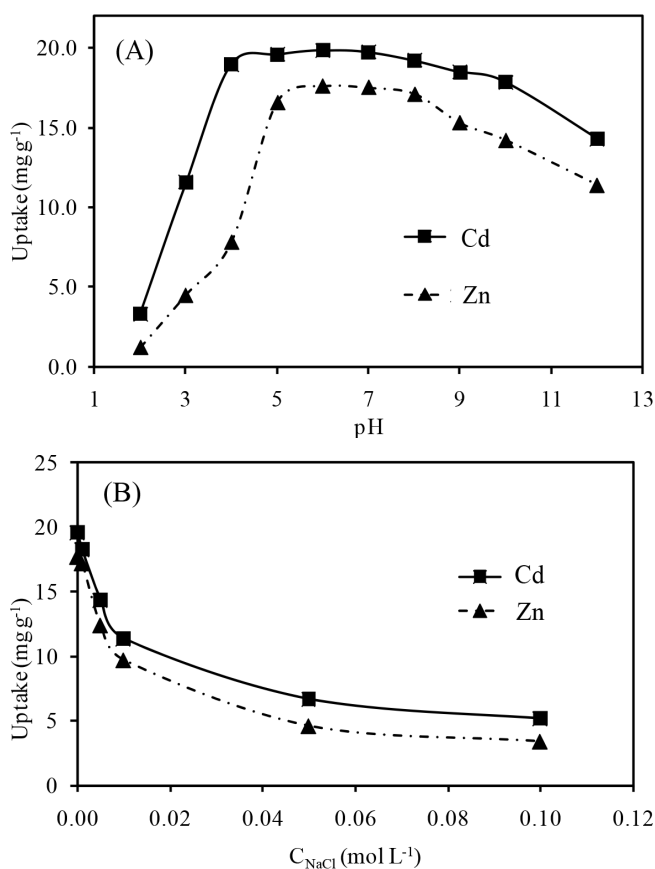 (A)
Uptake (mgg-1)
20.0
15.0
10.0
5.0
0.0
Cd
Zn
1 3 5 7 9 11 13
pH
(B)
Uptake (mgg-1)
25
20
15
10
5
0
Cd
Zn
0.00 0.02 0.04 0.06 0.08 0.10 0.12
CNaCl (mol L-1)